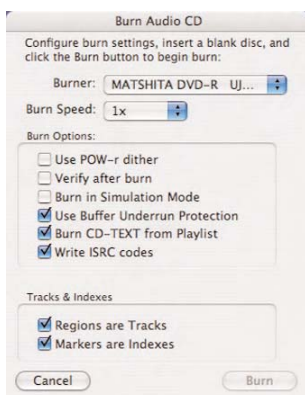 Burn Audio CD
Configure burn settings, insert a blank disc, and
click the Burn button to begin burn:
Burner: MATSHITA DVD-R UJ...
Burn Speed: 1x
Burn Options:
Use POW-r dither
Verify after burn
Burn in Simulation Mode
Use Buffer Underrun Protection
Burn CD-TEXT from Playlist
Write ISRC codes
Tracks & Indexes
Regions are Tracks
Markers are Indexes
Cancel Burn